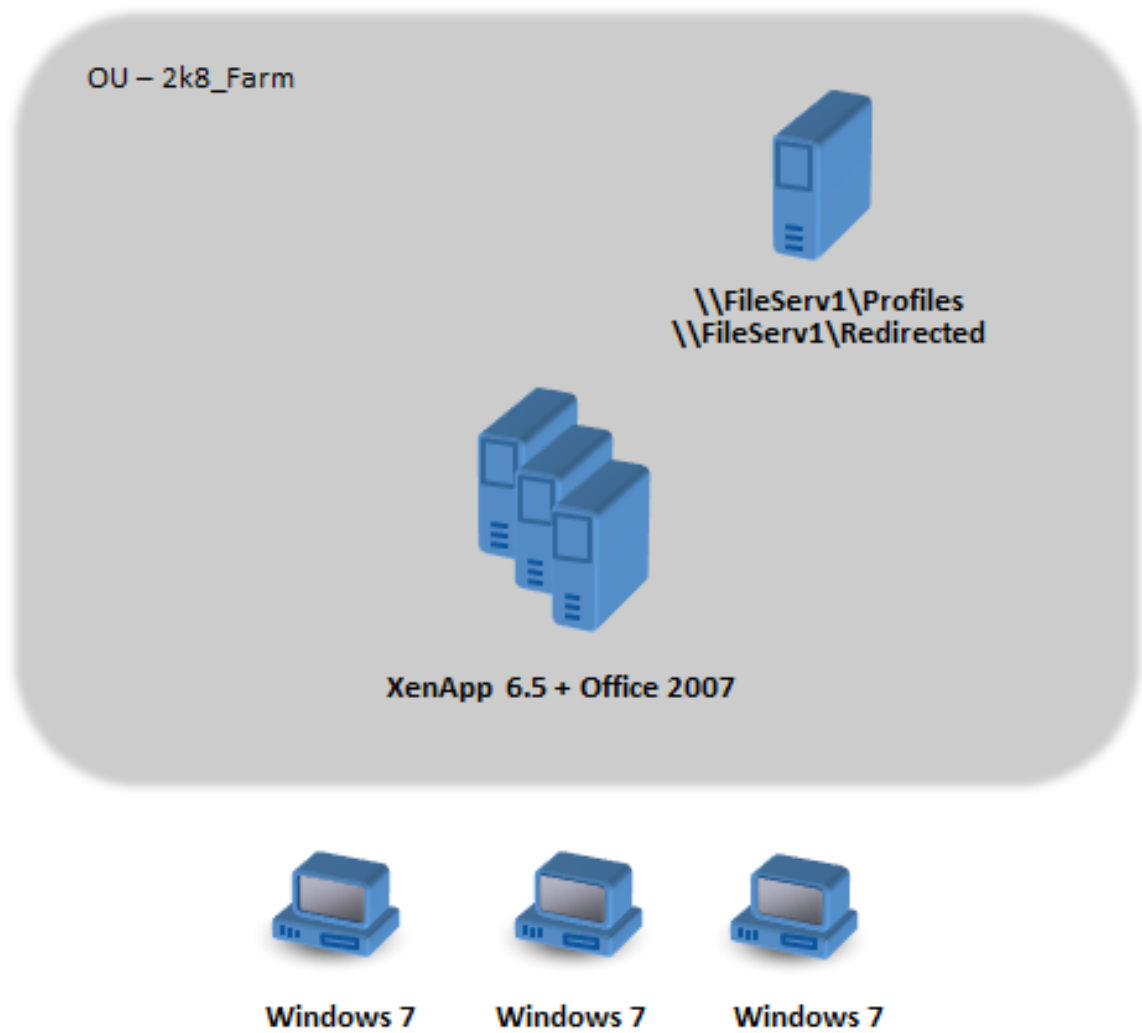 OU – 2k8_Farm
\\FileServ1\Profiles
\\FileServ1\Redirected
XenApp 6.5 + Office 2007
Windows 7
Windows 7
Windows 7